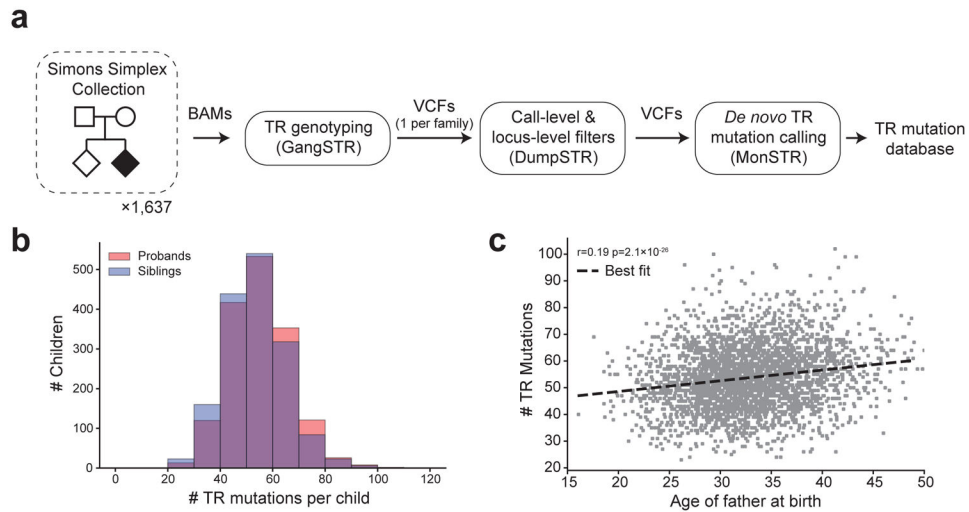 a
Simons Simplex
Collection
×1,637
BAMs
TR genotyping
(GangSTR)
VCFs
(1 per family)
Call-level &
locus-level filters
(DumpSTR)
VCFs
De novo TR
mutation calling
(MonSTR)
TR mutation
database
b
Probands
Siblings
# Children
500
400
300
200
100
0
0 20 40 60 80 100 120
# TR mutations per child
c
r=0.19 p=2.1×10⁻²⁶
Best fit
# TR Mutations
100
90
80
70
60
50
40
30
20
15 20 25 30 35 40 45 50
Age of father at birth